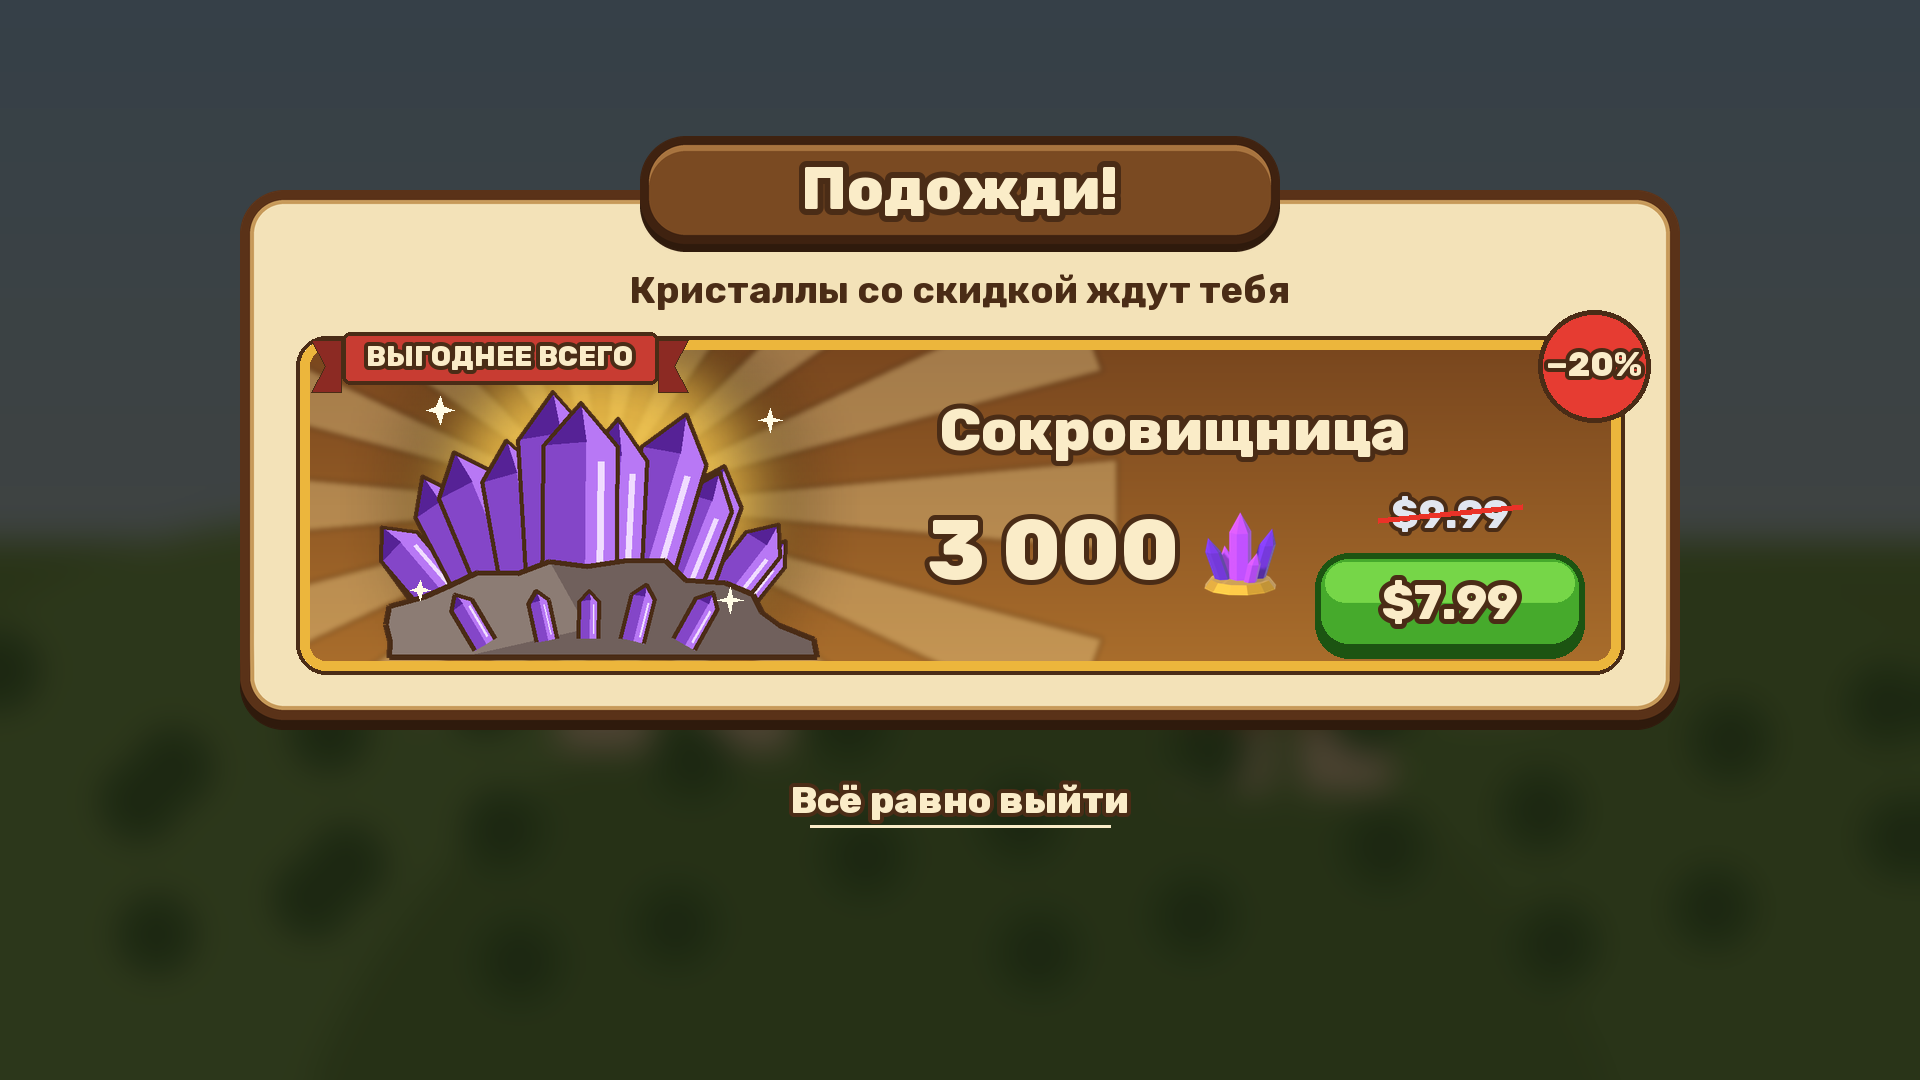 Подожди!
Кристаллы со скидкой ждут тебя
ВЫГОДНЕЕ ВСЕГО
−20%
Сокровищница
3 000
$9.99
$7.99
Всё равно выйти